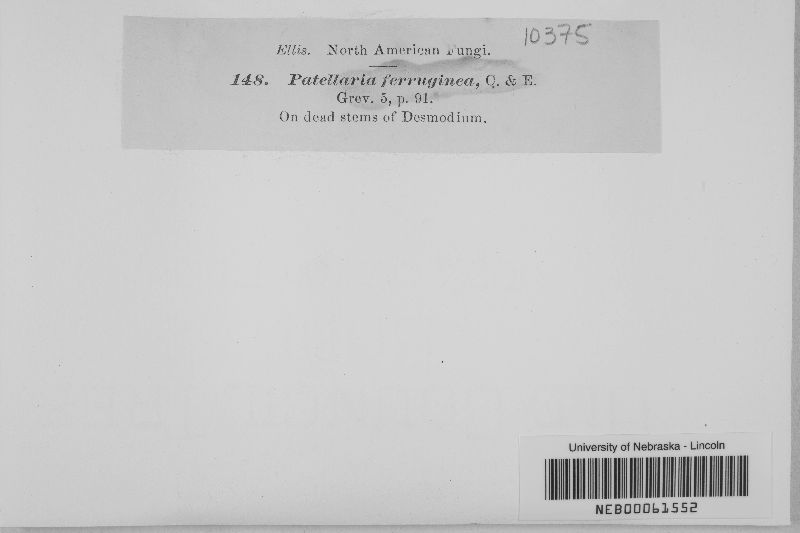 10375
Ellis. North American Fungi.
148. Patellaria ferruginea, C. & E.
Grev. 5, p. 91.
On dead stems of Desmodium.
University of Nebraska - Lincoln
NEB00061552